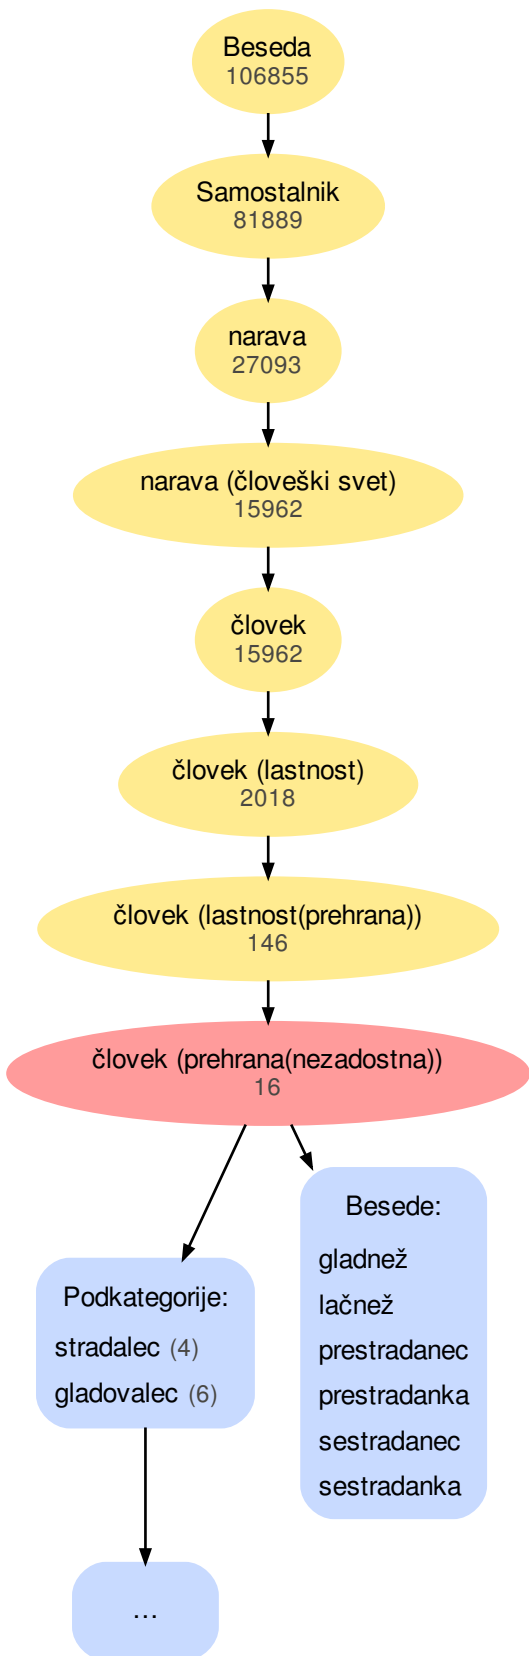 Beseda
106855
Samostalnik
81889
narava
27093
narava (človeški svet)
15962
človek
15962
človek (lastnost)
2018
človek (lastnost(prehrana))
146
človek (prehrana(nezadostna))
16
Podkategorije:
stradalec (4)
gladovalec (6)
...
Besede:
gladnež
lačnež
prestradanec
prestradanka
sestradanec
sestradanka